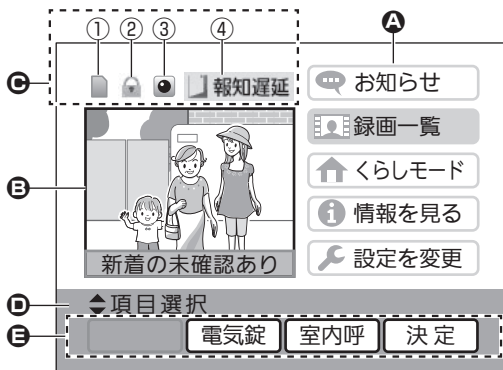 ① ② ③ ④
Ⓐ
Ⓒ
報知遅延
お知らせ
録画一覧
くらしモード
情報を見る
設定を変更
Ⓑ
新着の未確認あり
Ⓓ
項目選択
Ⓔ
電気錠 室内呼 決定